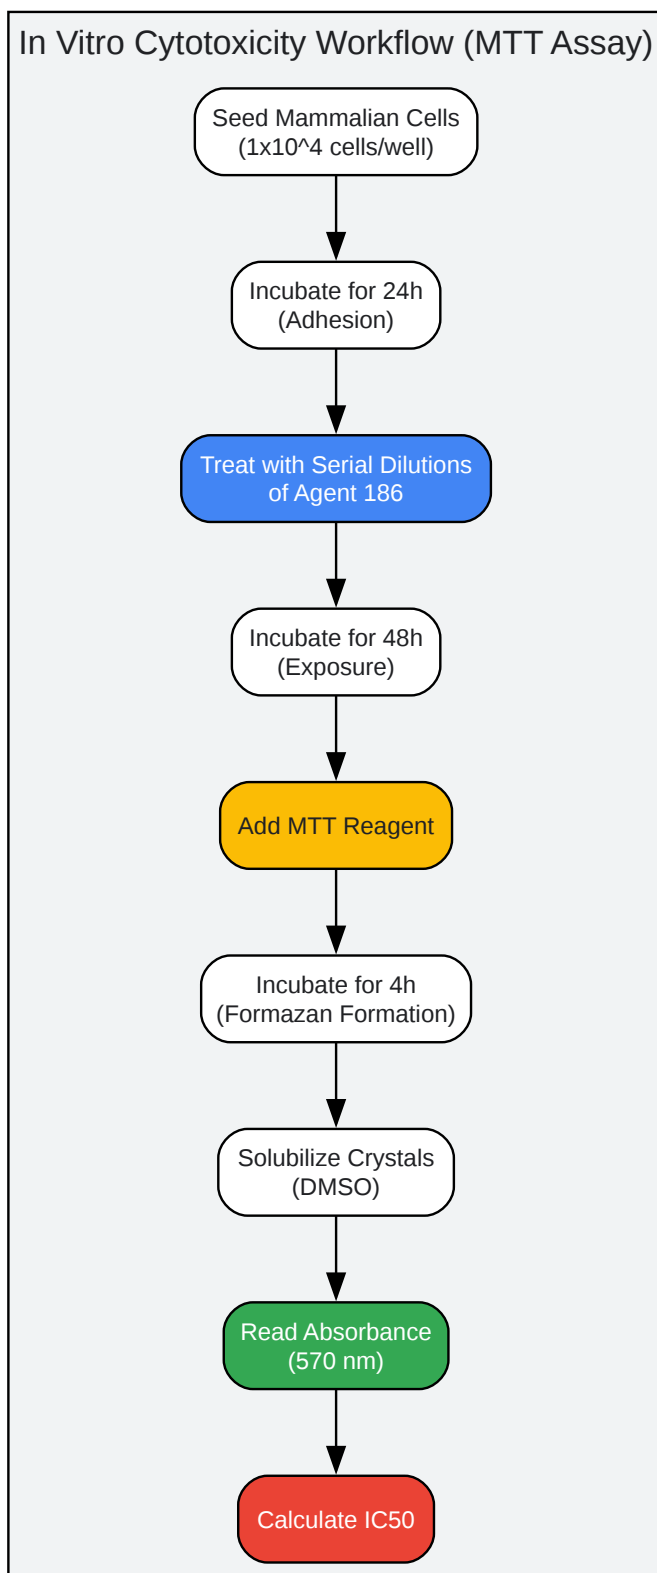 In Vitro Cytotoxicity Workflow (MTT Assay)
Seed Mammalian Cells
(1x10^4 cells/well)
Incubate for 24h
(Adhesion)
Treat with Serial Dilutions
of Agent 186
Incubate for 48h
(Exposure)
Add MTT Reagent
Incubate for 4h
(Formazan Formation)
Solubilize Crystals
(DMSO)
Read Absorbance
(570 nm)
Calculate IC50